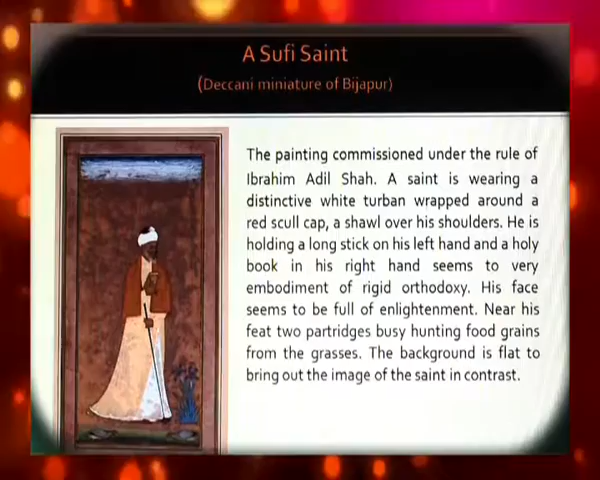 A Sufi Saint
(Deccani miniature of Bijapur)
The painting commissioned under the rule of
Ibrahim Adil Shah. A saint is wearing a
distinctive white turban wrapped around a
red scull cap, a shawl over his shoulders. He is
holding a long stick on his left hand and a holy
book in his right hand seems to very
embodiment of rigid orthodoxy. His face
seems to be full of enlightenment. Near his
feat two partridges busy hunting food grains
from the grasses. The background is flat to
bring out the image of the saint in contrast.